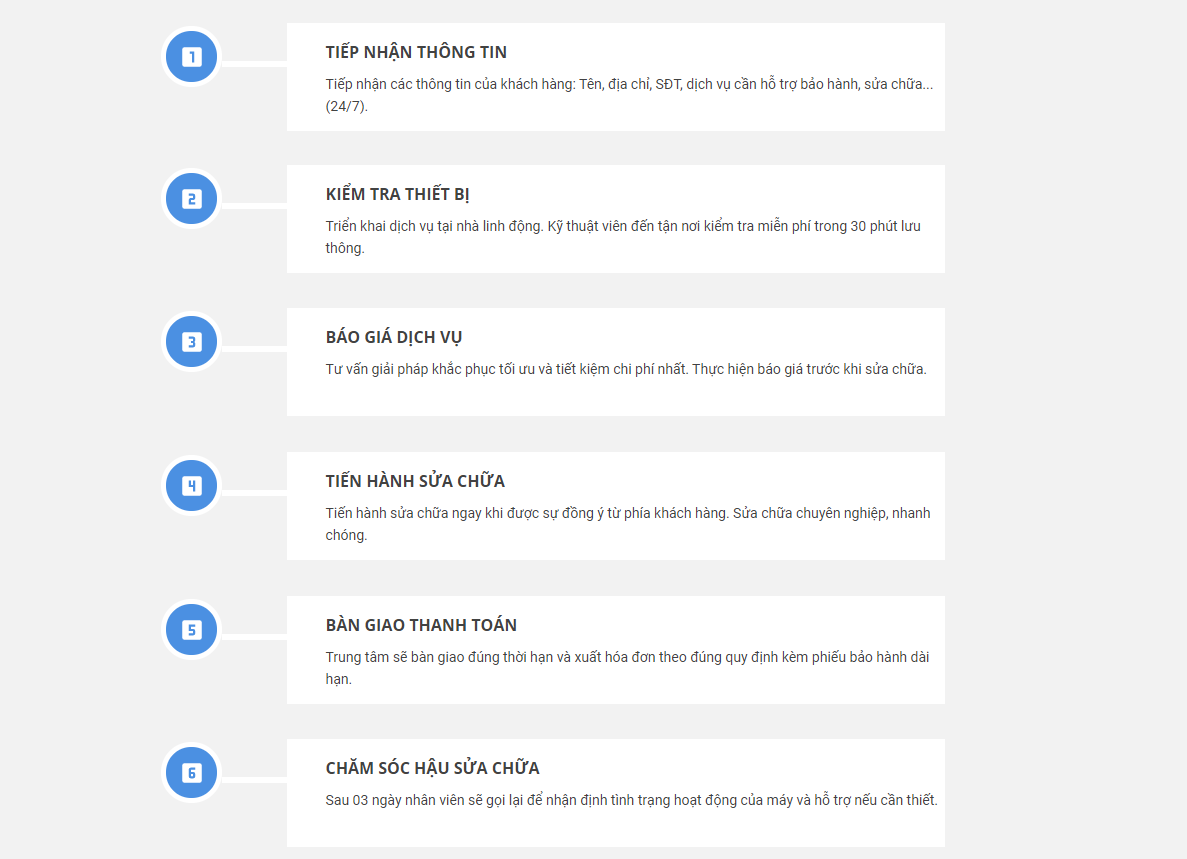 1
TIẾP NHẬN THÔNG TIN
Tiếp nhận các thông tin của khách hàng: Tên, địa chỉ, SĐT, dịch vụ cần hỗ trợ bảo hành, sửa chữa...
(24/7).
2
KIỂM TRA THIẾT BỊ
Triển khai dịch vụ tại nhà linh động. Kỹ thuật viên đến tận nơi kiểm tra miễn phí trong 30 phút lưu
thông.
3
BÁO GIÁ DỊCH VỤ
Tư vấn giải pháp khắc phục tối ưu và tiết kiệm chi phí nhất. Thực hiện báo giá trước khi sửa chữa.
4
TIẾN HÀNH SỬA CHỮA
Tiến hành sửa chữa ngay khi được sự đồng ý từ phía khách hàng. Sửa chữa chuyên nghiệp, nhanh
chóng.
5
BÀN GIAO THANH TOÁN
Trung tâm sẽ bàn giao đúng thời hạn và xuất hóa đơn theo đúng quy định kèm phiếu bảo hành dài
hạn.
6
CHĂM SÓC HẬU SỬA CHỮA
Sau 03 ngày nhân viên sẽ gọi lại để nhận định tình trạng hoạt động của máy và hỗ trợ nếu cần thiết.